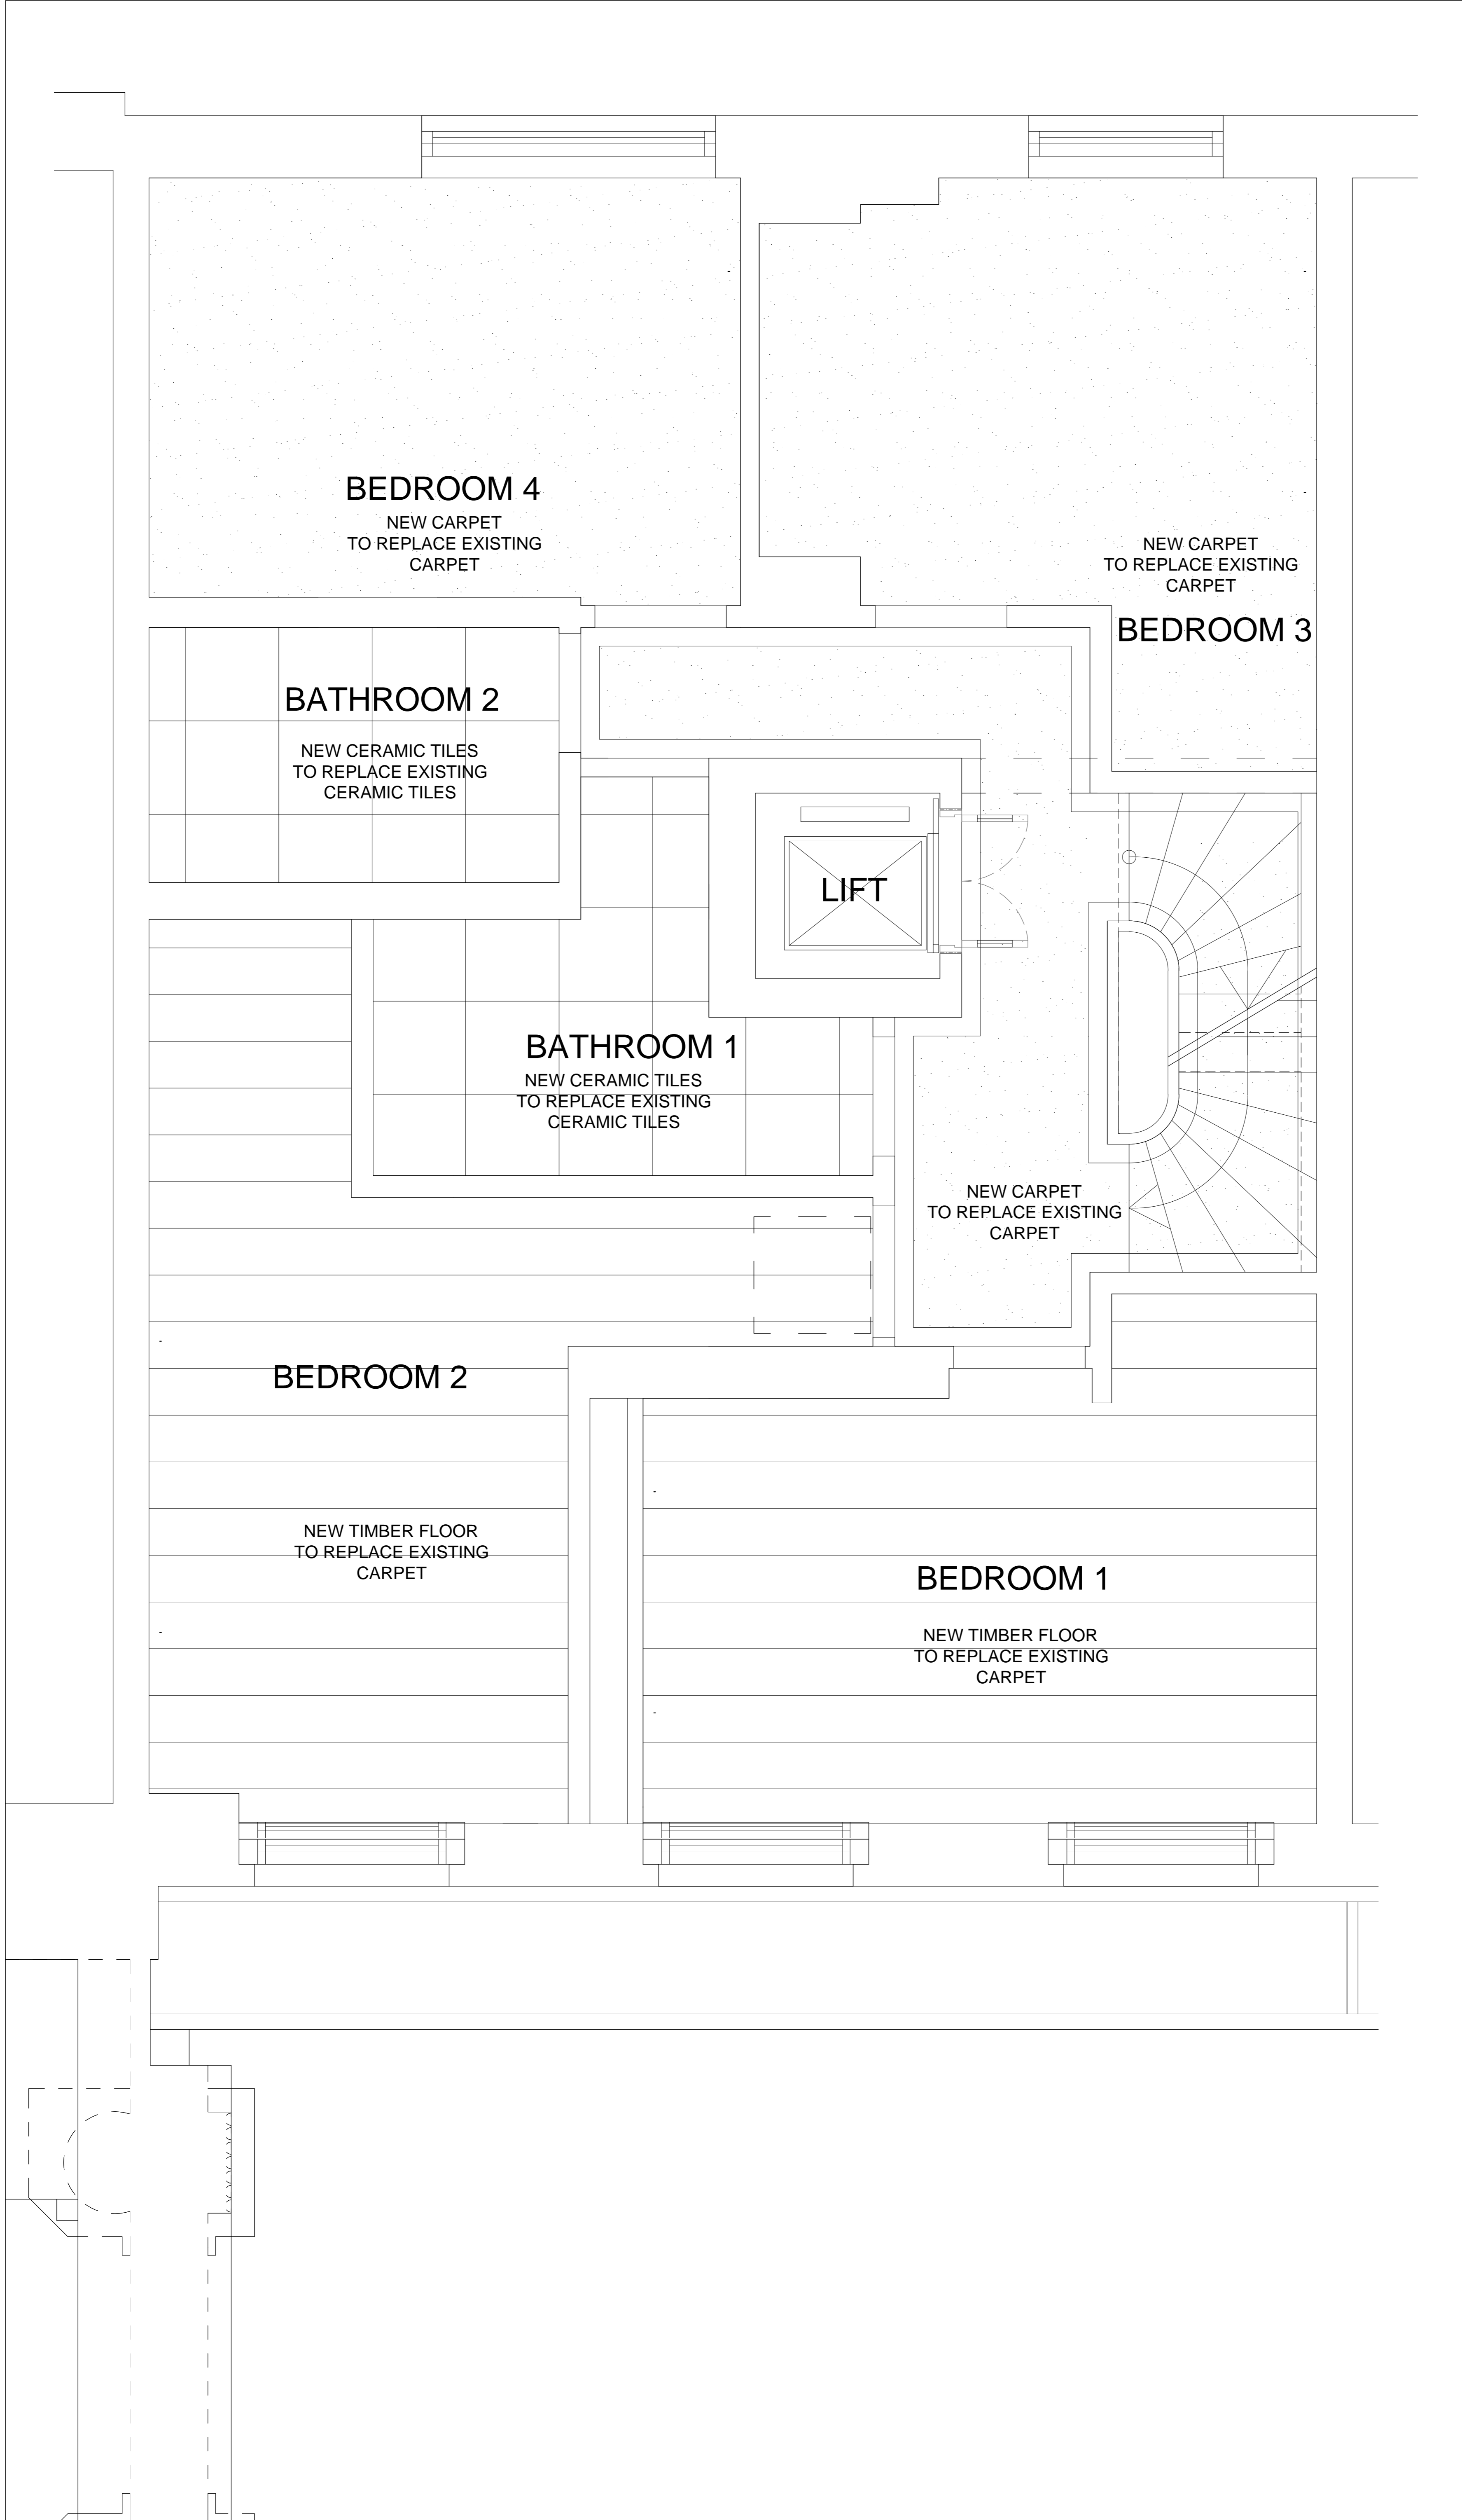 BEDROOM 4
NEW CARPET
TO REPLACE EXISTING
CARPET
NEW CARPET
TO REPLACE EXISTING
CARPET
BEDROOM 3
BATHROOM 2
NEW CERAMIC TILES
TO REPLACE EXISTING
CERAMIC TILES
LIFT
BATHROOM 1
NEW CERAMIC TILES
TO REPLACE EXISTING
CERAMIC TILES
NEW CARPET
TO REPLACE EXISTING
CARPET
BEDROOM 2
NEW TIMBER FLOOR
TO REPLACE EXISTING
CARPET
BEDROOM 1
NEW TIMBER FLOOR
TO REPLACE EXISTING
CARPET